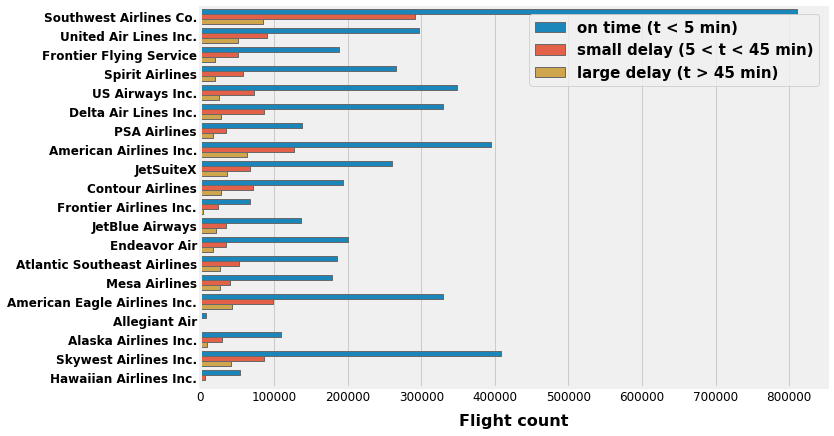 Southwest Airlines Co.
United Air Lines Inc.
Frontier Flying Service
Spirit Airlines
US Airways Inc.
Delta Air Lines Inc.
PSA Airlines
American Airlines Inc.
JetSuiteX
Contour Airlines
Frontier Airlines Inc.
JetBlue Airways
Endeavor Air
Atlantic Southeast Airlines
Mesa Airlines
American Eagle Airlines Inc.
Allegiant Air
Alaska Airlines Inc.
Skywest Airlines Inc.
Hawaiian Airlines Inc.
on time (t < 5 min)
small delay (5 < t < 45 min)
large delay (t > 45 min)
0 100000 200000 300000 400000 500000 600000 700000 800000
Flight count